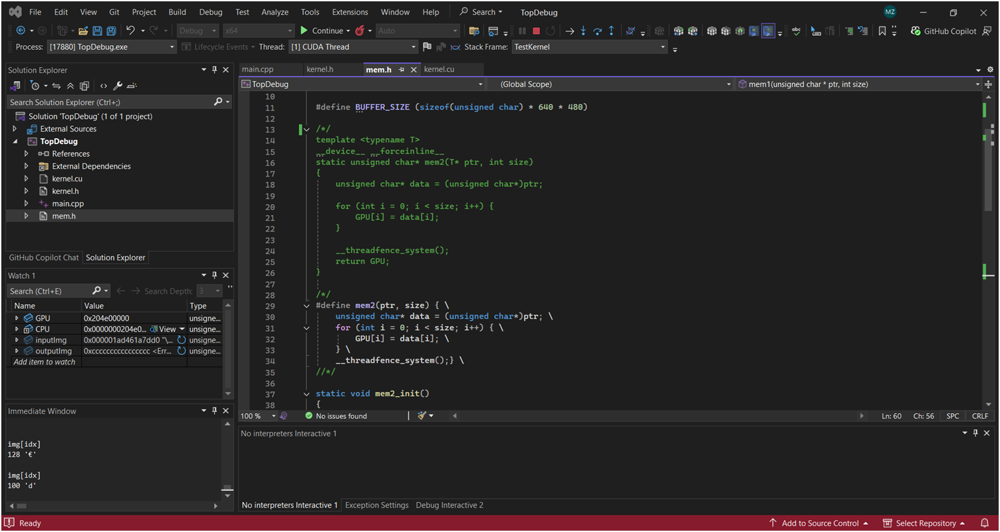 File Edit View Git Project Build Debug Test Analyze Tools Extensions Window Help Search TopDebug MZ
Debug x64 Continue Auto abc GitHub Copilot
Process: [17880] TopDebug.exe Lifecycle Events Thread: [1] CUDA Thread Stack Frame: TestKernel
Solution Explorer
Search Solution Explorer (Ctrl+;)
Solution 'TopDebug' (1 of 1 project)
External Sources
TopDebug
References
External Dependencies
kernel.cu
kernel.h
main.cpp
mem.h
GitHub Copilot Chat Solution Explorer
Watch 1
Search (Ctrl+E) Search Depth: 3
Name Value Type
GPU 0x204e00000 unsigne...
CPU 0x0000000204e0... View unsigne...
inputImg 0x000001ad461a7dd0 "\... unsigne...
outputImg 0xcccccccccccccccc <Err... unsigne...
Add item to watch
Immediate Window
img[idx]
128 '€'
img[idx]
100 'd'
main.cpp kernel.h mem.h kernel.cu
TopDebug (Global Scope) mem1(unsigned char * ptr, int size)
10
11 #define BUFFER_SIZE (sizeof(unsigned char) * 640 * 480)
12
13 /*/
14 template <typename T>
15 __device__ __forceinline__
16 static unsigned char* mem2(T* ptr, int size)
17 {
18 unsigned char* data = (unsigned char*)ptr;
19
20 for (int i = 0; i < size; i++) {
21 GPU[i] = data[i];
22 }
23
24 __threadfence_system();
25 return GPU;
26 }
27
28 /*/
29 #define mem2(ptr, size) { \
30 unsigned char* data = (unsigned char*)ptr; \
31 for (int i = 0; i < size; i++) { \
32 GPU[i] = data[i]; \
33 } \
34 __threadfence_system();} \
35 //*/
36
37 static void mem2_init()
38 {
100 % No issues found Ln: 60 Ch: 56 SPC CRLF
No interpreters Interactive 1
No interpreters Interactive 1 Exception Settings Debug Interactive 2
Ready Add to Source Control Select Repository